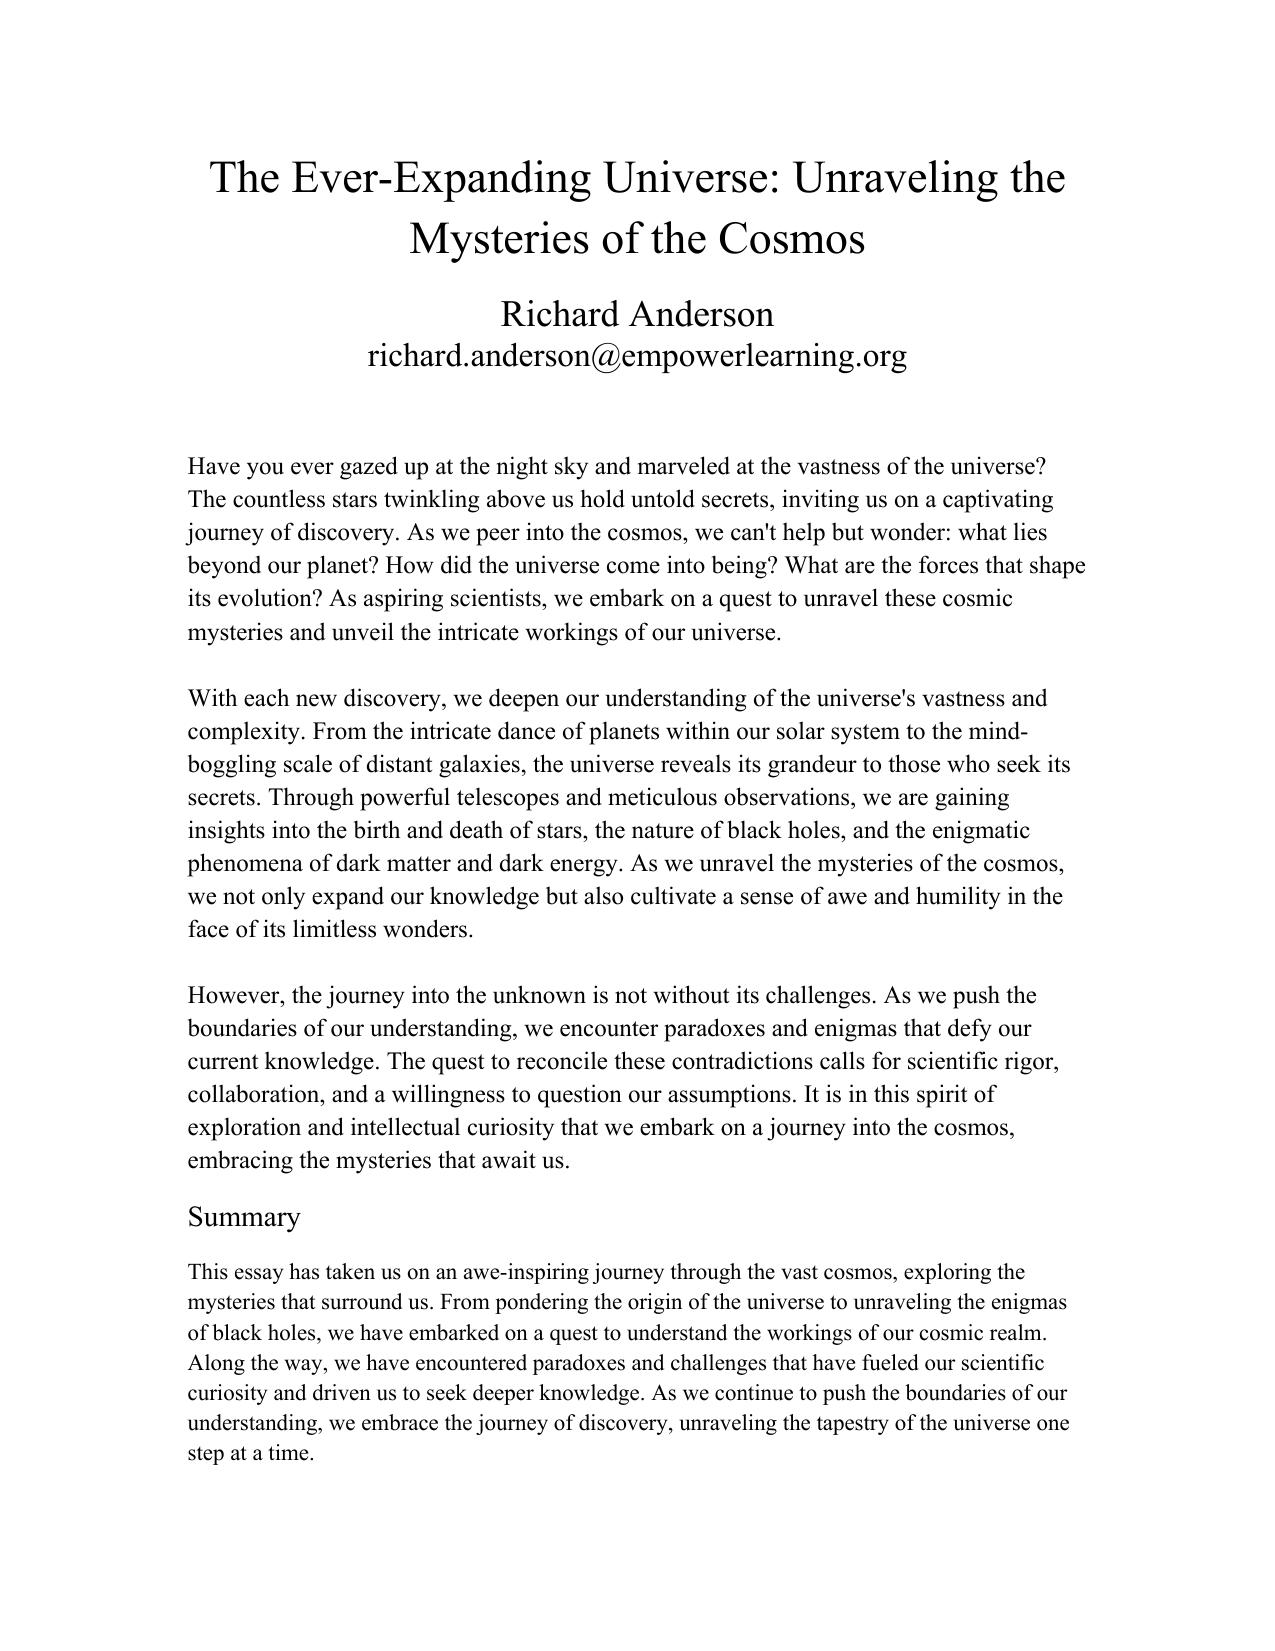 The Ever-Expanding Universe: Unraveling the
Mysteries of the Cosmos
Richard Anderson
richard.anderson@empowerlearning.org
Have you ever gazed up at the night sky and marveled at the vastness of the universe?
The countless stars twinkling above us hold untold secrets, inviting us on a captivating
journey of discovery. As we peer into the cosmos, we can't help but wonder: what lies
beyond our planet? How did the universe come into being? What are the forces that shape
its evolution? As aspiring scientists, we embark on a quest to unravel these cosmic
mysteries and unveil the intricate workings of our universe.
With each new discovery, we deepen our understanding of the universe's vastness and
complexity. From the intricate dance of planets within our solar system to the mind-
boggling scale of distant galaxies, the universe reveals its grandeur to those who seek its
secrets. Through powerful telescopes and meticulous observations, we are gaining
insights into the birth and death of stars, the nature of black holes, and the enigmatic
phenomena of dark matter and dark energy. As we unravel the mysteries of the cosmos,
we not only expand our knowledge but also cultivate a sense of awe and humility in the
face of its limitless wonders.
However, the journey into the unknown is not without its challenges. As we push the
boundaries of our understanding, we encounter paradoxes and enigmas that defy our
current knowledge. The quest to reconcile these contradictions calls for scientific rigor,
collaboration, and a willingness to question our assumptions. It is in this spirit of
exploration and intellectual curiosity that we embark on a journey into the cosmos,
embracing the mysteries that await us.
Summary
This essay has taken us on an awe-inspiring journey through the vast cosmos, exploring the
mysteries that surround us. From pondering the origin of the universe to unraveling the enigmas
of black holes, we have embarked on a quest to understand the workings of our cosmic realm.
Along the way, we have encountered paradoxes and challenges that have fueled our scientific
curiosity and driven us to seek deeper knowledge. As we continue to push the boundaries of our
understanding, we embrace the journey of discovery, unraveling the tapestry of the universe one
step at a time.